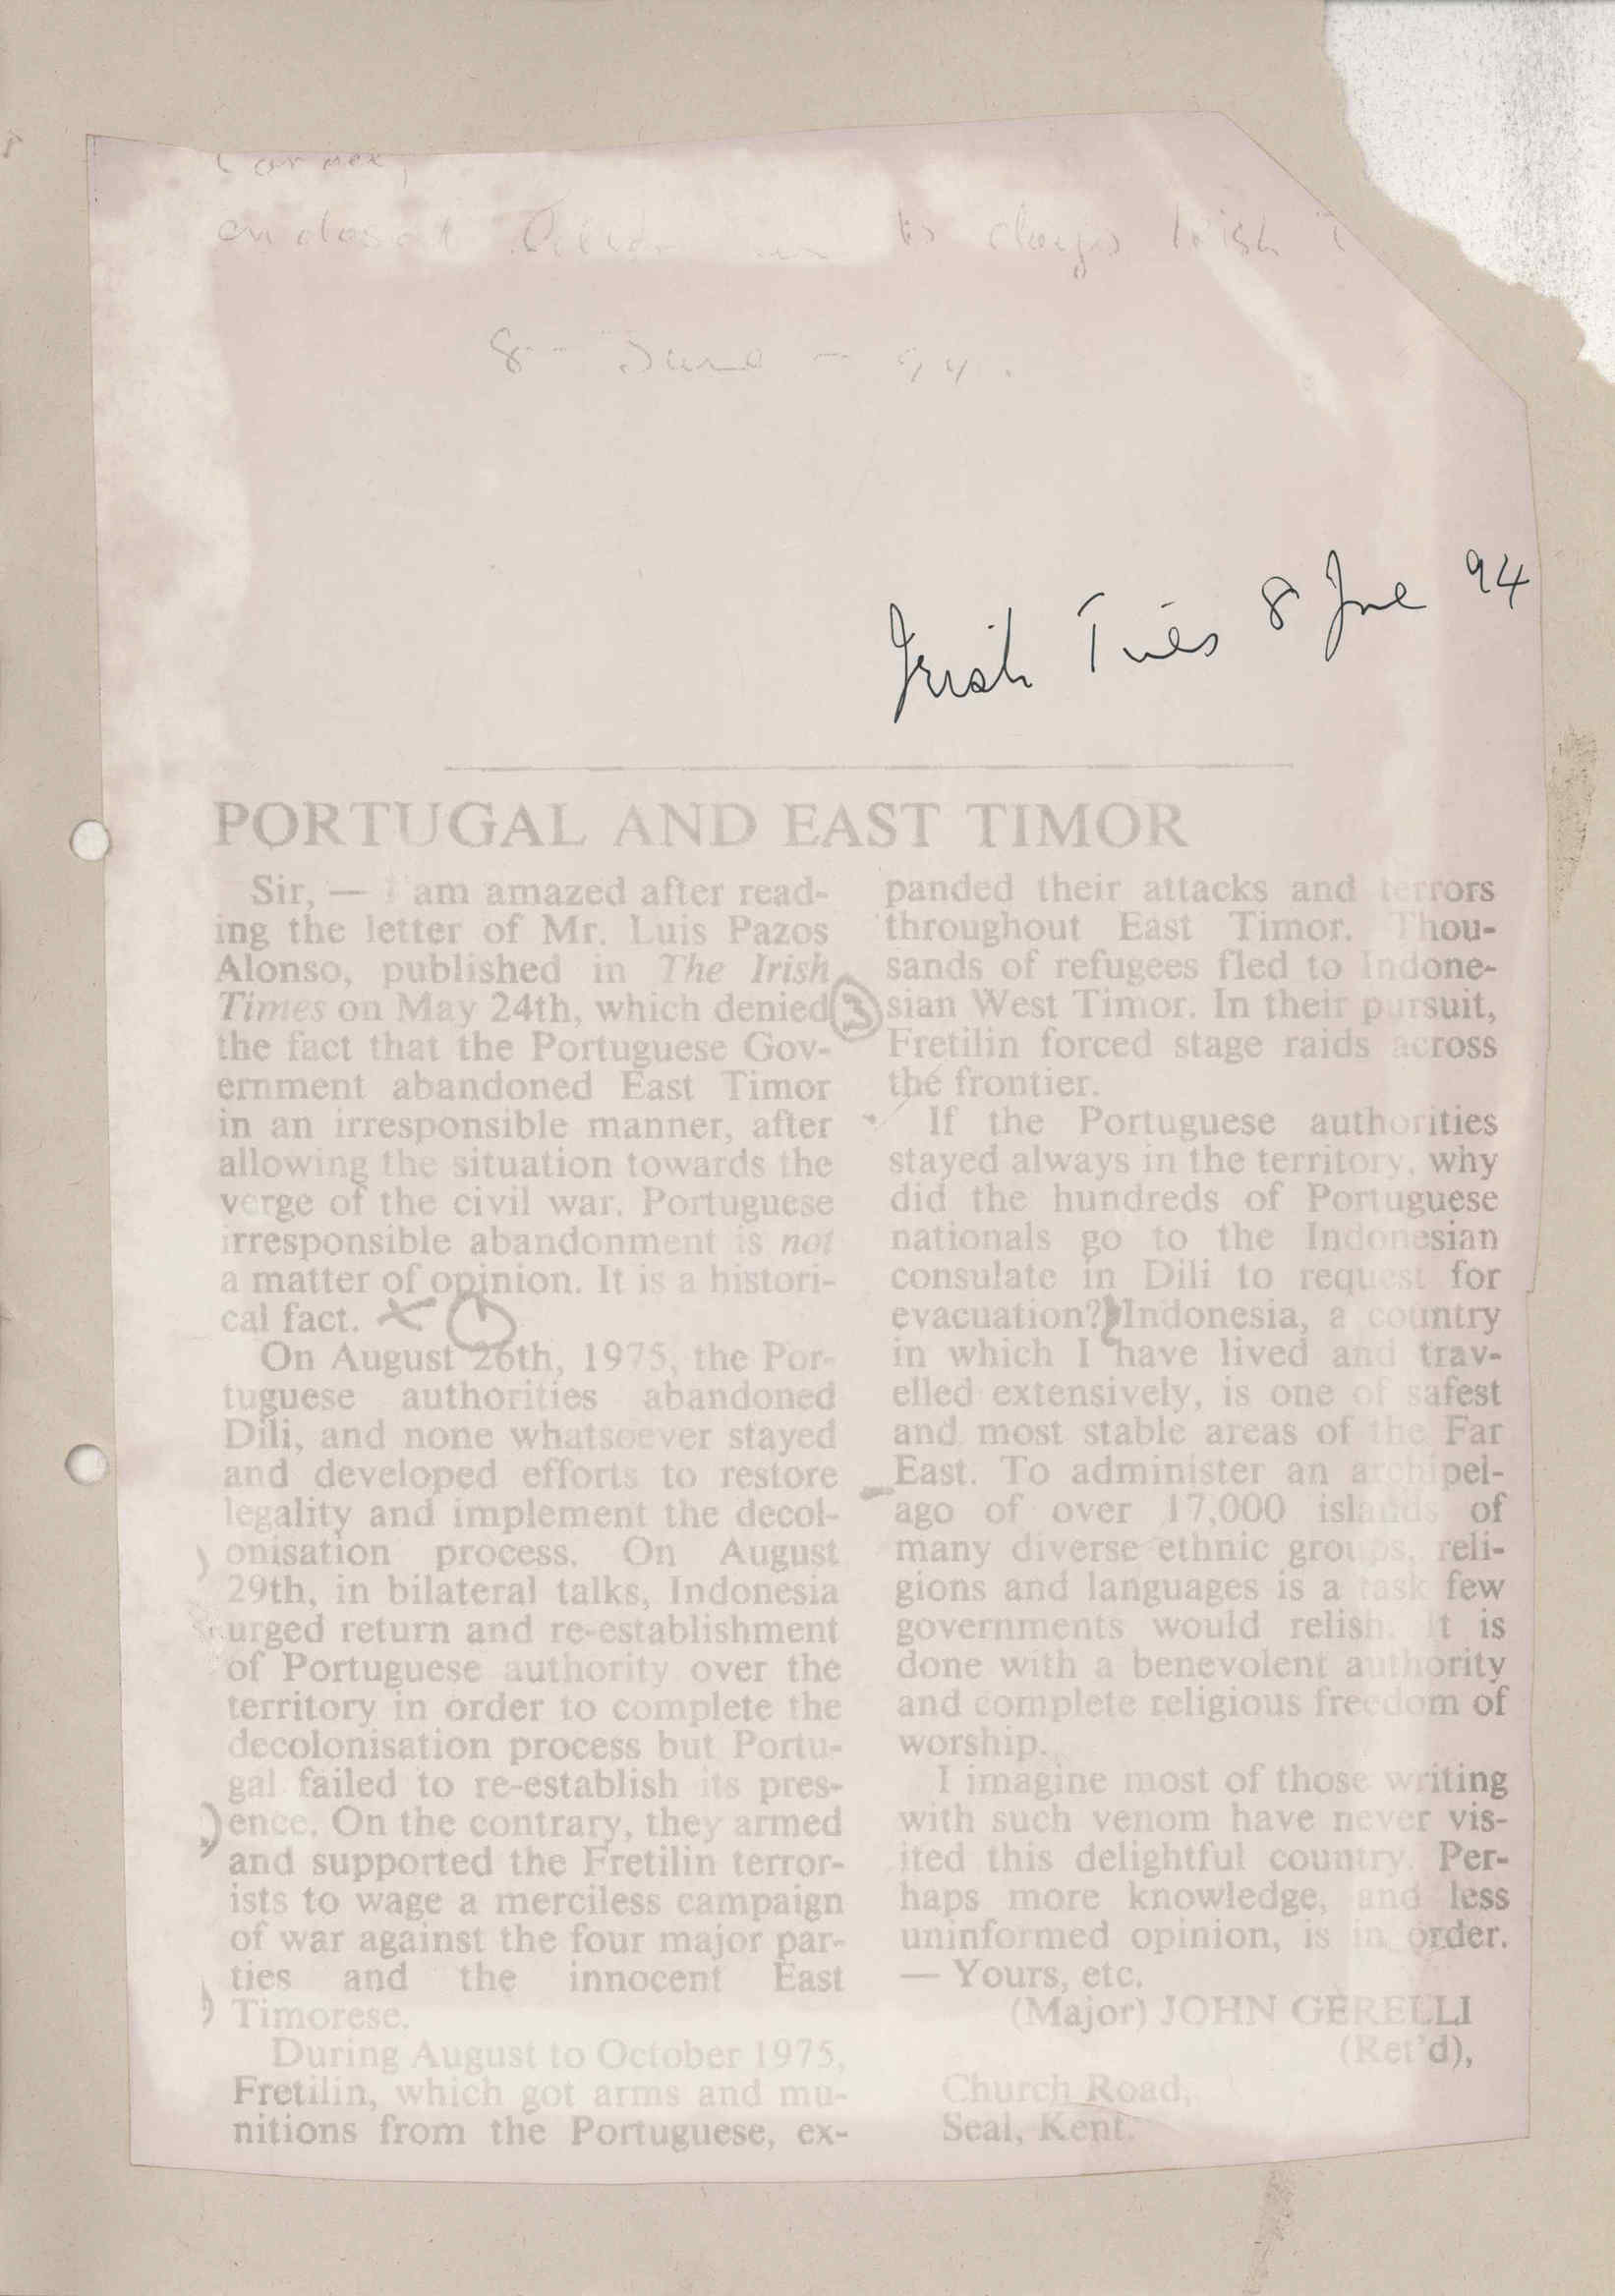 to
Irish
8 - June - 94.
Irish Times 8 June 94
PORTUGAL AND EAST TIMOR
Sir, — I am amazed after read-
ing the letter of Mr. Luis Pazos
Alonso, published in The Irish
Times on May 24th, which denied
the fact that the Portuguese Gov-
ernment abandoned East Timor
in an irresponsible manner, after
allowing the situation towards the
verge of the civil war. Portuguese
irresponsible abandonment is not
a matter of opinion. It is a histori-
cal fact.
On August 26th, 1975, the Por-
tuguese authorities abandoned
Dili, and none whatsoever stayed
and developed efforts to restore
legality and implement the decol-
onisation process. On August
29th, in bilateral talks, Indonesia
urged return and re-establishment
of Portuguese authority over the
territory in order to complete the
decolonisation process but Portu-
gal failed to re-establish its pres-
ence. On the contrary, they armed
and supported the Fretilin terror-
ists to wage a merciless campaign
of war against the four major par-
ties and the innocent East
Timorese.
During August to October 1975,
Fretilin, which got arms and mu-
nitions from the Portuguese, ex-
panded their attacks and terrors
throughout East Timor. Thou-
sands of refugees fled to Indone-
3 sian West Timor. In their pursuit,
Fretilin forced stage raids across
the frontier.
If the Portuguese authorities
stayed always in the territory, why
did the hundreds of Portuguese
nationals go to the Indonesian
consulate in Dili to request for
evacuation? Indonesia, a country
in which I have lived and trav-
elled extensively, is one of safest
and most stable areas of the Far
East. To administer an archipel-
ago of over 17,000 islands of
many diverse ethnic groups, reli-
gions and languages is a task few
governments would relish. It is
done with a benevolent authority
and complete religious freedom of
worship.
I imagine most of those writing
with such venom have never vis-
ited this delightful country. Per-
haps more knowledge, and less
uninformed opinion, is in order.
— Yours, etc.
(Major) JOHN GERELLI
(Ret'd),
Church Road,
Seal, Kent.